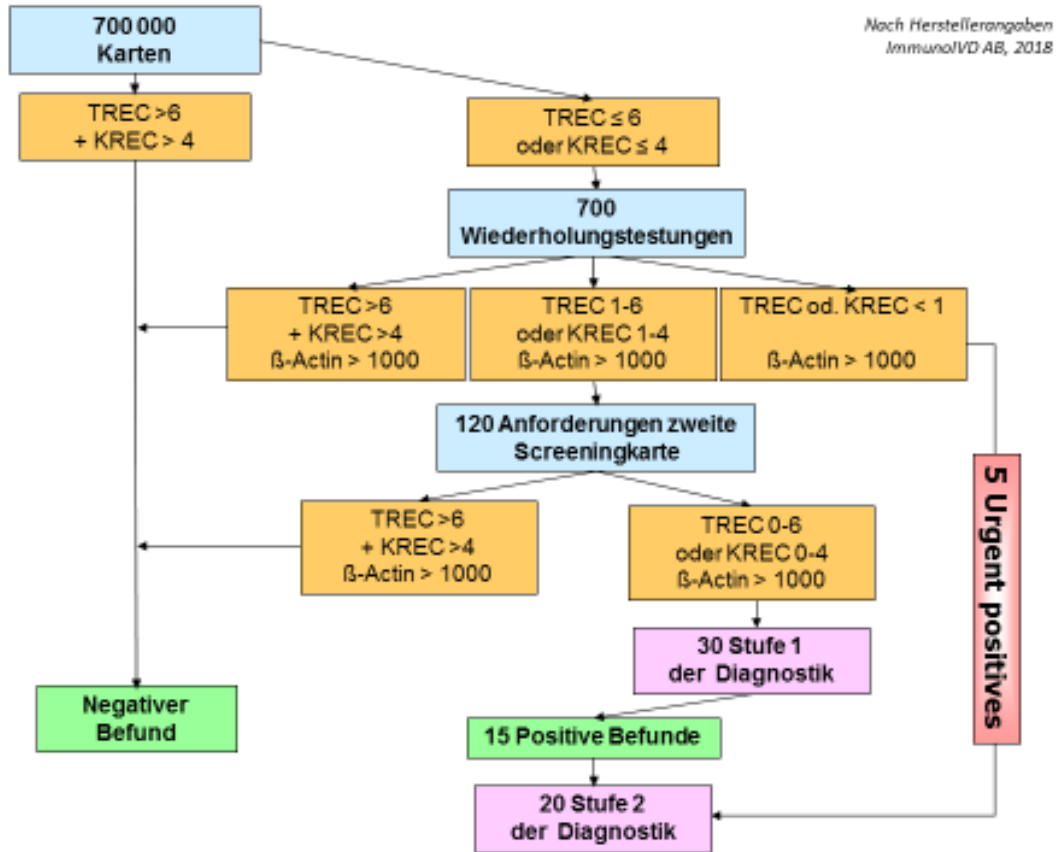 700 000
Karten
Nach Herstellerangaben
ImmunoIVD AB, 2018
TREC >6
+ KREC > 4
TREC ≤ 6
oder KREC ≤ 4
700
Wiederholungstestungen
TREC >6
+ KREC >4
ß-Actin > 1000
TREC 1-6
oder KREC 1-4
ß-Actin > 1000
TREC od. KREC < 1
ß-Actin > 1000
120 Anforderungen zweite
Screeningkarte
TREC >6
+ KREC >4
ß-Actin > 1000
TREC 0-6
oder KREC 0-4
ß-Actin > 1000
5 Urgent positives
30 Stufe 1
der Diagnostik
Negativer
Befund
15 Positive Befunde
20 Stufe 2
der Diagnostik